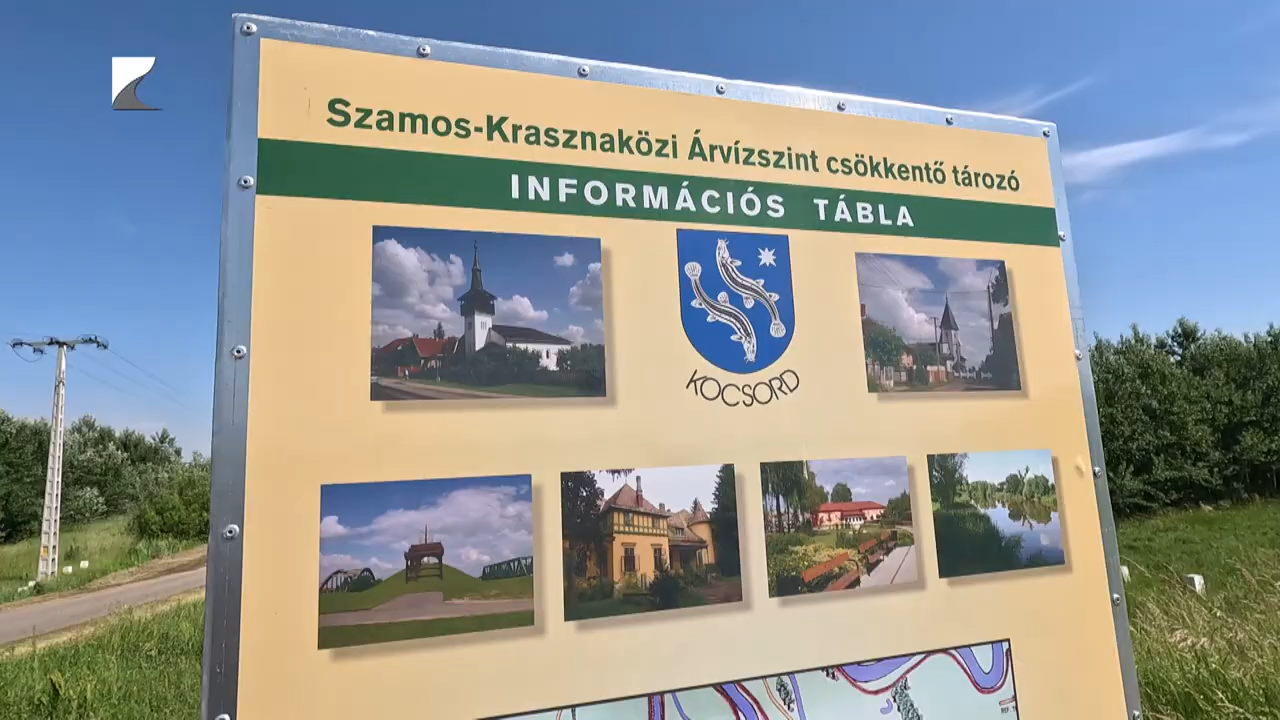 Szamos-Krasznaközi Árvízszint csökkentő tározó
INFORMÁCIÓS TÁBLA
KOCSORD